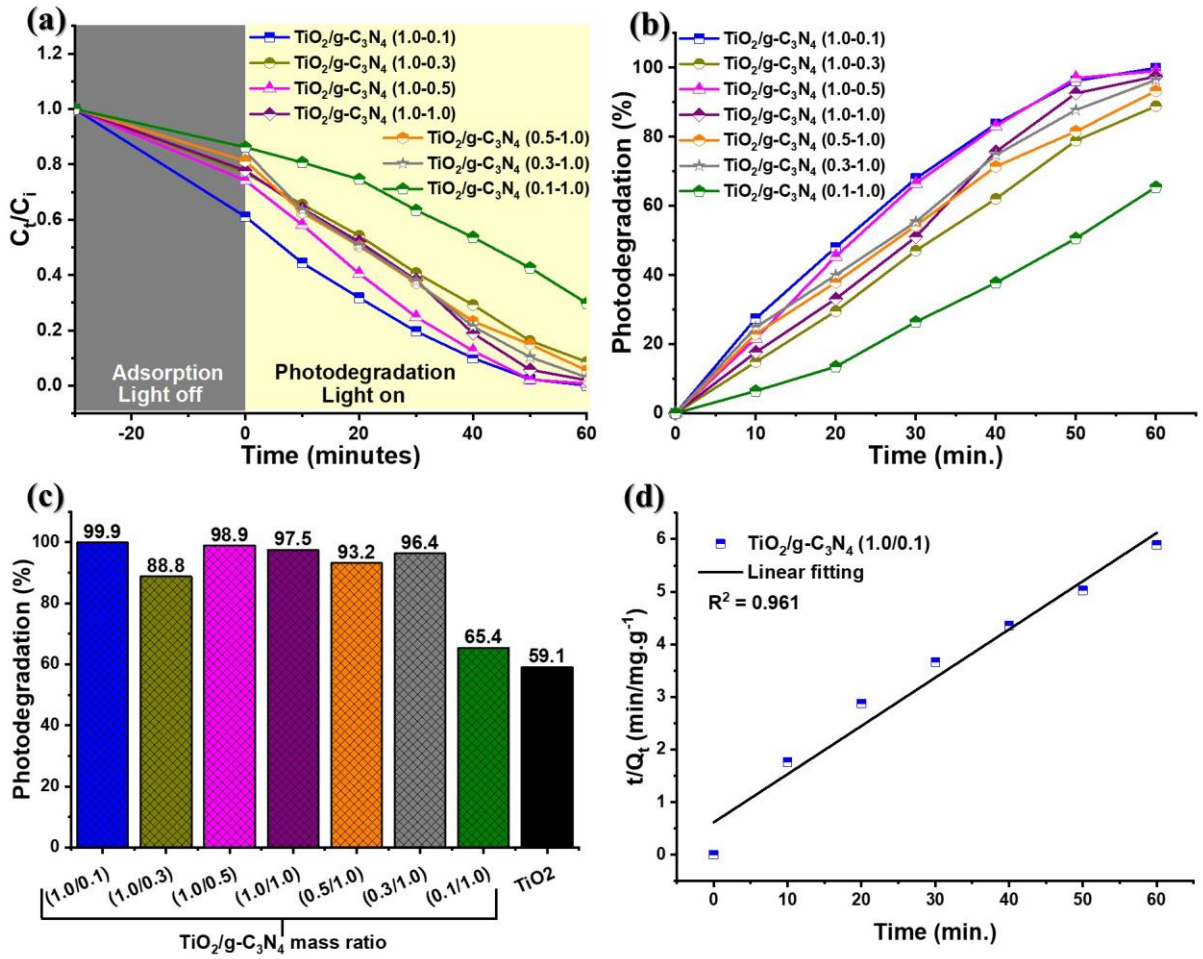 (a)
TiO₂/g-C₃N₄ (1.0-0.1)
TiO₂/g-C₃N₄ (1.0-0.3)
TiO₂/g-C₃N₄ (1.0-0.5)
TiO₂/g-C₃N₄ (1.0-1.0)
TiO₂/g-C₃N₄ (0.5-1.0)
TiO₂/g-C₃N₄ (0.3-1.0)
TiO₂/g-C₃N₄ (0.1-1.0)
1.2
1.0
0.8
0.6
0.4
0.2
0.0
Cₜ/Cᵢ
Adsorption
Light off
Photodegradation
Light on
-20 0 20 40 60
Time (minutes)
(b)
TiO₂/g-C₃N₄ (1.0-0.1)
TiO₂/g-C₃N₄ (1.0-0.3)
TiO₂/g-C₃N₄ (1.0-0.5)
TiO₂/g-C₃N₄ (1.0-1.0)
TiO₂/g-C₃N₄ (0.5-1.0)
TiO₂/g-C₃N₄ (0.3-1.0)
TiO₂/g-C₃N₄ (0.1-1.0)
100
80
60
40
20
0
Photodegradation (%)
0 10 20 30 40 50 60
Time (min.)
(c)
99.9 88.8 98.9 97.5 93.2 96.4 65.4 59.1
100
80
60
40
20
0
Photodegradation (%)
(1.0/0.1) (1.0/0.3) (1.0/0.5) (1.0/1.0) (0.5/1.0) (0.3/1.0) (0.1/1.0) TiO2
TiO₂/g-C₃N₄ mass ratio
(d)
TiO₂/g-C₃N₄ (1.0/0.1)
Linear fitting
R² = 0.961
6
5
4
3
2
1
0
t/Qₜ (min/mg.g⁻¹)
0 10 20 30 40 50 60
Time (min.)